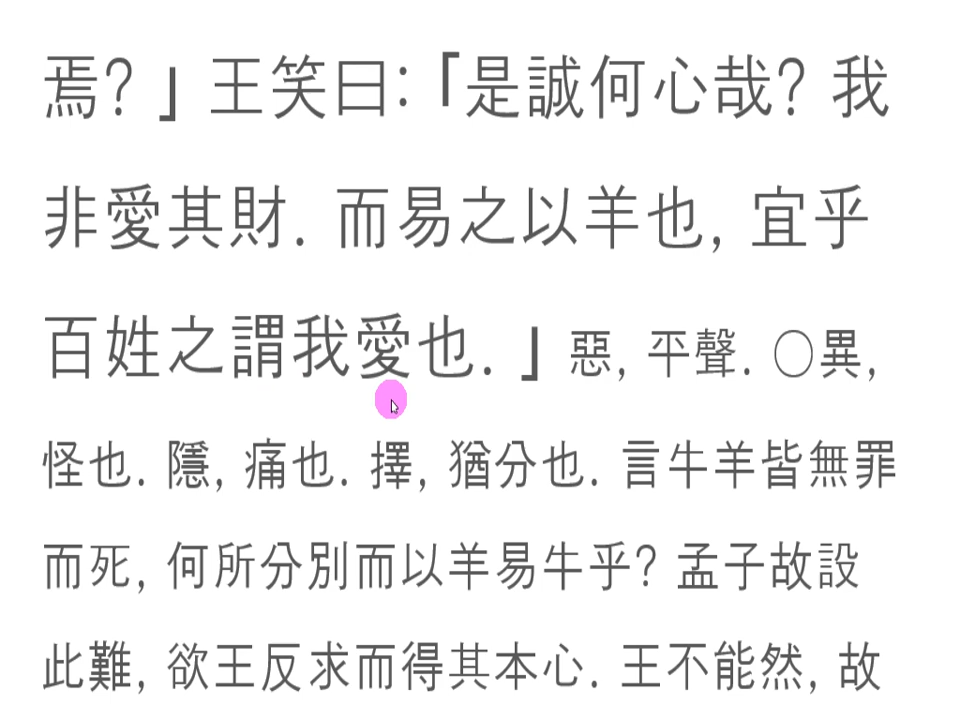 焉?」王笑曰:「是誠何心哉? 我
非愛其財. 而易之以羊也, 宜乎
百姓之謂我愛也. 」惡, 平聲. ○異,
怪也. 隱, 痛也. 擇, 猶分也. 言牛羊皆無罪
而死, 何所分別而以羊易牛乎? 孟子故設
此難, 欲王反求而得其本心. 王不能然, 故